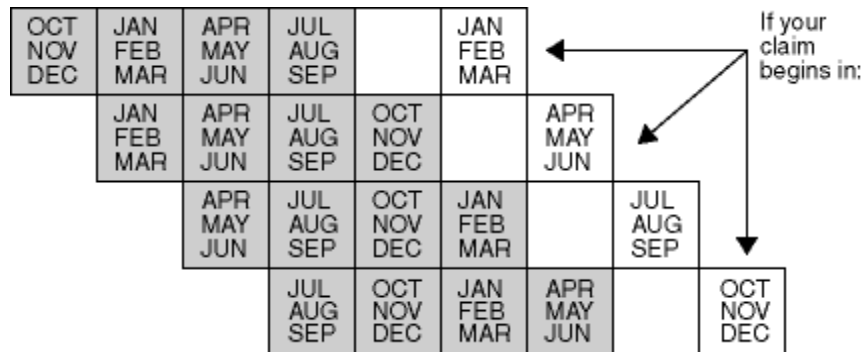 OCT JAN APR JUL JAN
NOV FEB MAY AUG FEB
DEC MAR JUN SEP MAR
If your
claim
begins in:
JAN APR JUL OCT APR
FEB MAY AUG NOV MAY
MAR JUN SEP DEC JUN
APR JUL OCT JAN JUL
MAY AUG NOV FEB AUG
JUN SEP DEC MAR SEP
JUL OCT JAN APR OCT
AUG NOV FEB MAY NOV
SEP DEC MAR JUN DEC